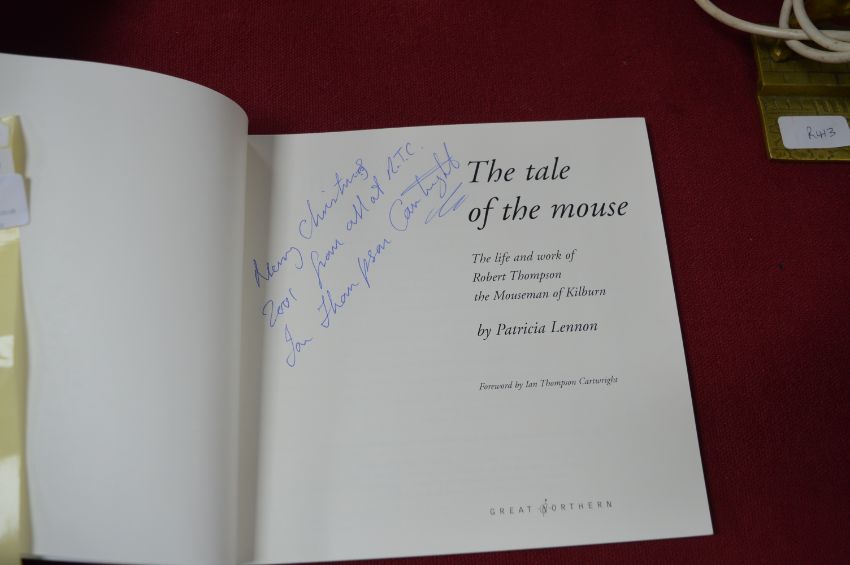 Merry Christmas
2001 from all at R.T.C.
Ian Thompson Cartwright
The tale
of the mouse
The life and work of
Robert Thompson
the Mouseman of Kilburn
by Patricia Lennon
Foreword by Ian Thompson Cartwright
GREAT NORTHERN
R413